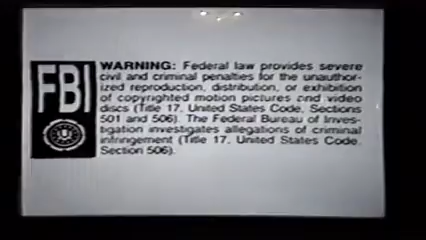 FBI
WARNING: Federal law provides severe
civil and criminal penalties for the unauthor-
ized reproduction, distribution, or exhibition
of copyrighted motion pictures and video
discs (Title 17, United States Code, Sections
501 and 506). The Federal Bureau of Inves-
tigation investigates allegations of criminal
infringement (Title 17, United States Code,
Section 506).